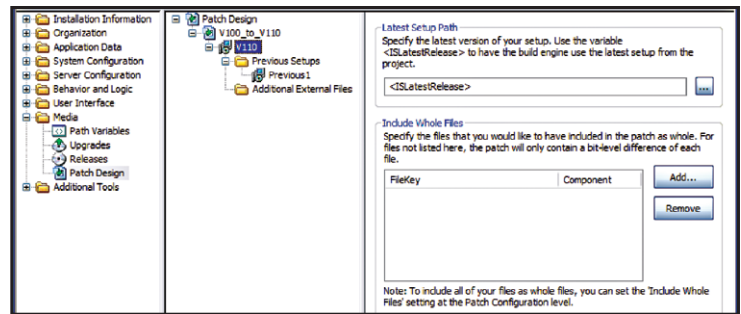 Installation Information
Organization
Application Data
System Configuration
Server Configuration
Behavior and Logic
User Interface
Media
Path Variables
Upgrades
Releases
Patch Design
Additional Tools
Patch Design
V100_to_V110
V110
Previous Setups
Previous1
Additional External Files
Latest Setup Path
Specify the latest version of your setup. Use the variable
<ISLatestRelease> to have the build engine use the latest setup from the
project.
<ISLatestRelease>
...
Include Whole Files
Specify the files that you would like to have included in the patch as whole. For
files not listed here, the patch will only contain a bit-level difference of each
file.
FileKey Component
Add...
Remove
Note: To include all of your files as whole files, you can set the 'Include Whole
Files' setting at the Patch Configuration level.